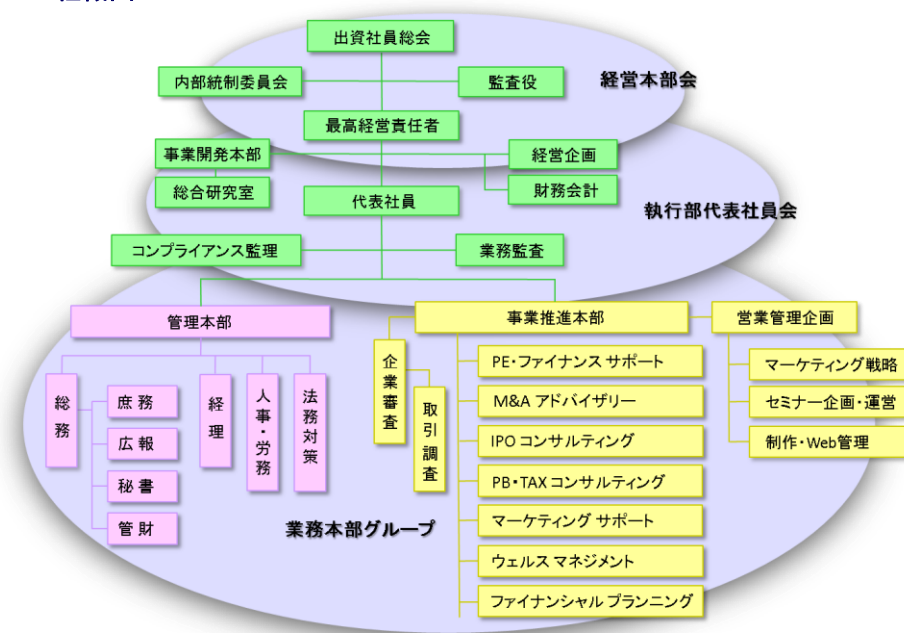 出資社員総会
内部統制委員会
監査役
経営本部会
最高経営責任者
事業開発本部
経営企画
総合研究室
代表社員
財務会計
執行部代表社員会
コンプライアンス監理
業務監査
管理本部
事業推進本部
営業管理企画
総務
庶務
広報
秘書
管財
経理
人事・労務
法務対策
企業審査
取引調査
PE・ファイナンス サポート
M&A アドバイザリー
IPO コンサルティング
PB・TAX コンサルティング
マーケティング サポート
ウェルス マネジメント
ファイナンシャル プランニング
マーケティング戦略
セミナー企画・運営
制作・Web管理
業務本部グループ